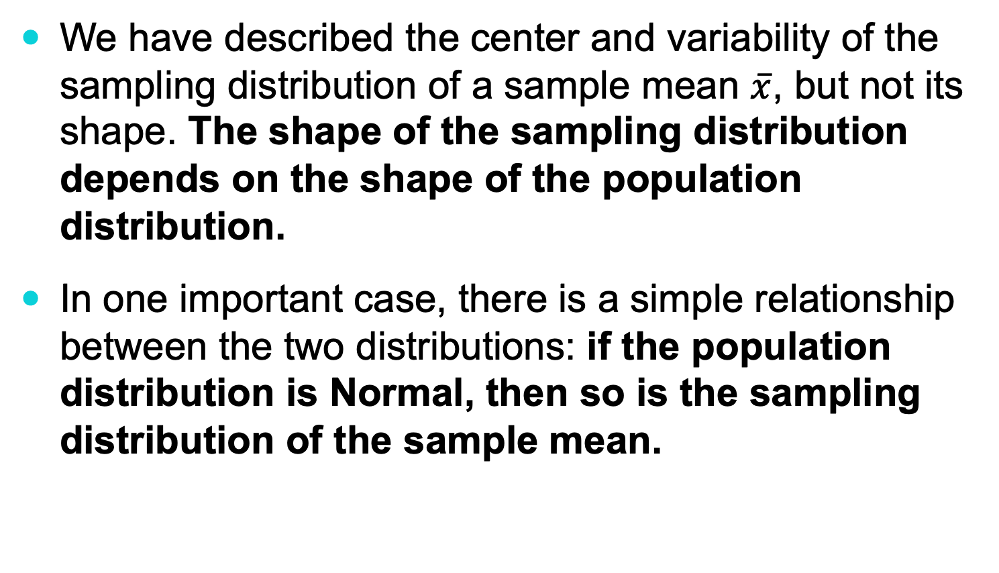 • We have described the center and variability of the
sampling distribution of a sample mean x̄, but not its
shape. The shape of the sampling distribution
depends on the shape of the population
distribution.
• In one important case, there is a simple relationship
between the two distributions: if the population
distribution is Normal, then so is the sampling
distribution of the sample mean.